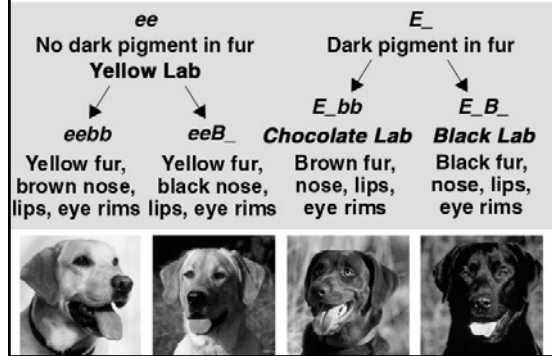 ee
No dark pigment in fur
Yellow Lab
E_
Dark pigment in fur
eebb
Yellow fur,
brown nose,
lips, eye rims
eeB_
Yellow fur,
black nose,
lips, eye rims
E_bb
Chocolate Lab
Brown fur,
nose, lips,
eye rims
E_B_
Black Lab
Black fur,
nose, lips,
eye rims